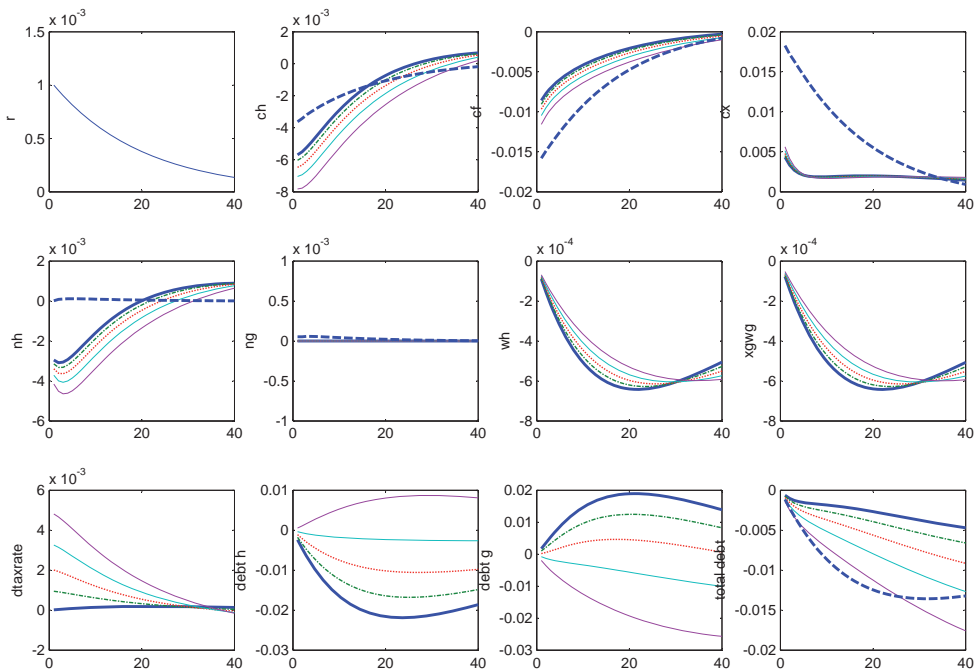 x 10⁻³
1.5
1
0.5
0
0 20 40
r
x 10⁻³
2
0
-2
-4
-6
-8
0 20 40
ch
0
-0.005
-0.01
-0.015
-0.02
0 20 40
cf
0.02
0.015
0.01
0.005
0
0 20 40
cx
x 10⁻³
2
0
-2
-4
-6
0 20 40
nh
x 10⁻³
1
0.5
0
-0.5
-1
0 20 40
ng
x 10⁻⁴
0
-2
-4
-6
-8
0 20 40
wh
x 10⁻⁴
0
-2
-4
-6
-8
0 20 40
xgwg
x 10⁻³
6
4
2
0
-2
0 20 40
dtaxrate
0.01
0
-0.01
-0.02
-0.03
0 20 40
debt h
0.02
0.01
0
-0.01
-0.02
-0.03
0 20 40
debt g
0
-0.005
-0.01
-0.015
-0.02
0 20 40
total debt